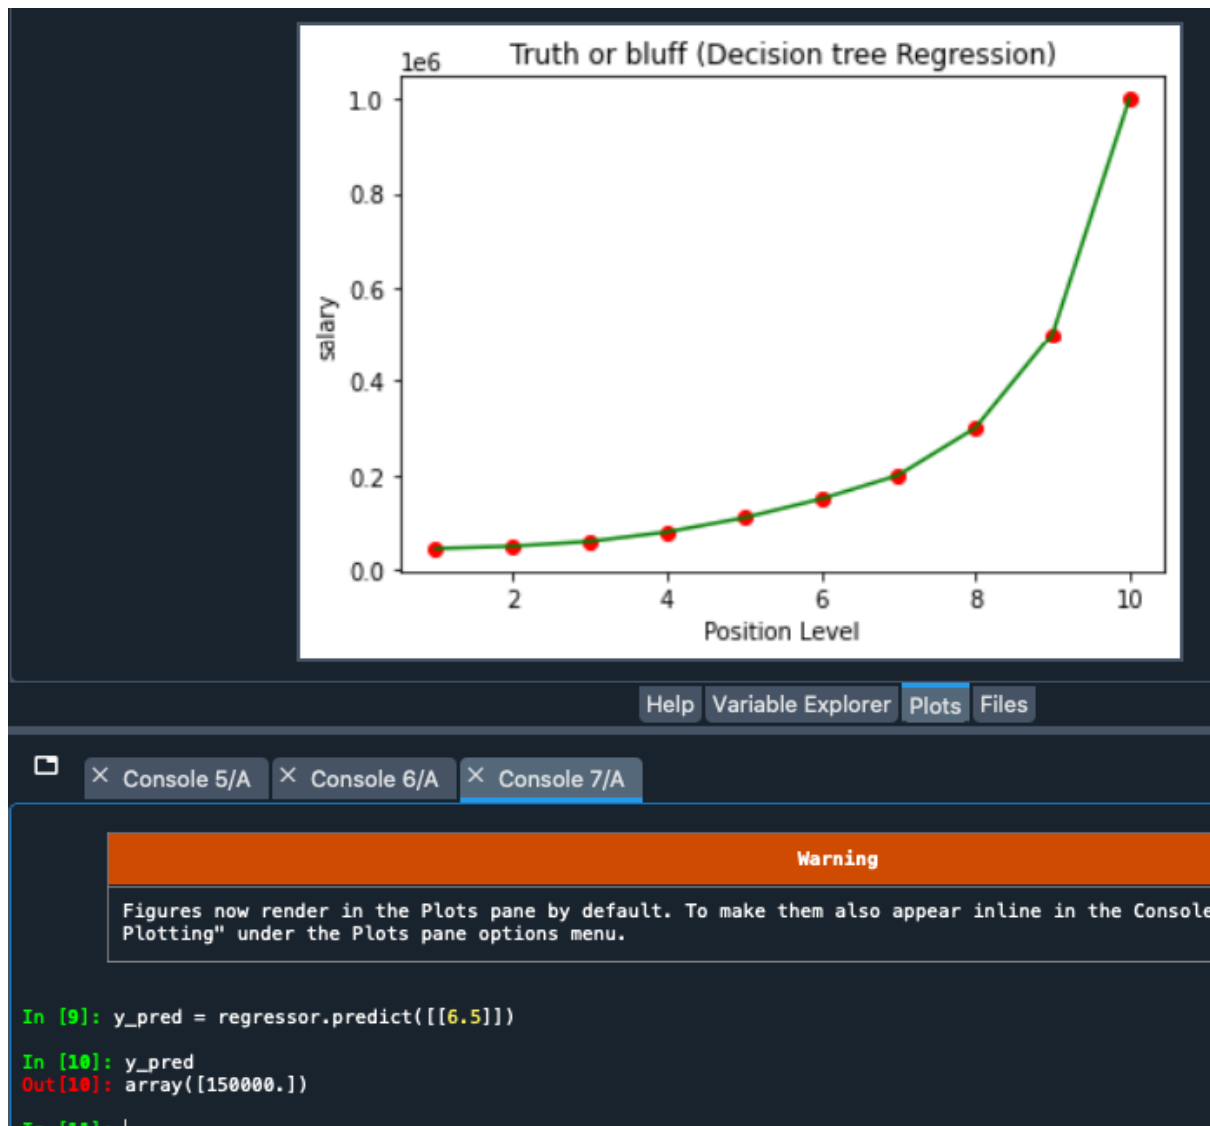 Truth or bluff (Decision tree Regression)
1e6
1.0
0.8
0.6
0.4
0.2
0.0
salary
2 4 6 8 10
Position Level
Help Variable Explorer Plots Files
Console 5/A Console 6/A Console 7/A
Warning
Figures now render in the Plots pane by default. To make them also appear inline in the Console
Plotting" under the Plots pane options menu.
In [9]: y_pred = regressor.predict([[6.5]])
In [10]: y_pred
Out[10]: array([150000.])